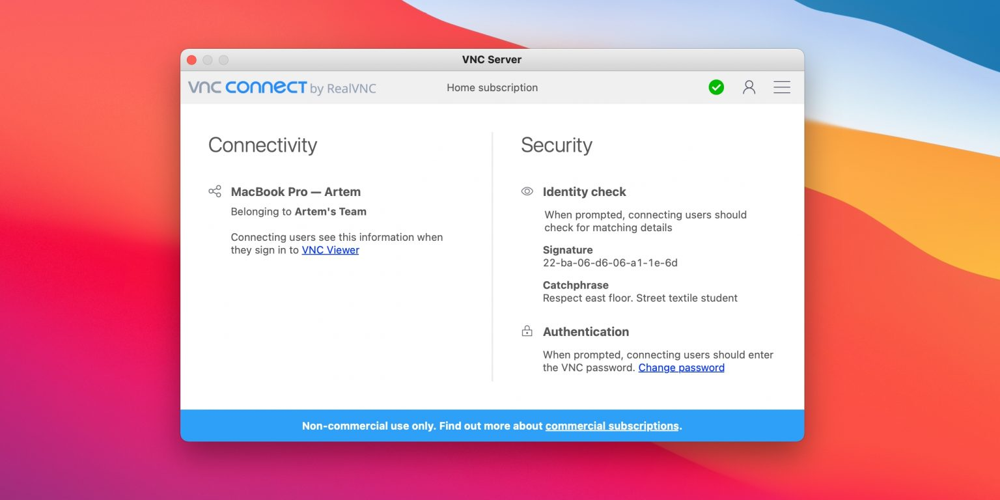 VNC Server
vnc connect by RealVNC
Home subscription
Connectivity
MacBook Pro — Artem
Belonging to Artem's Team
Connecting users see this information when
they sign in to VNC Viewer
Security
Identity check
When prompted, connecting users should
check for matching details
Signature
22-ba-06-d6-06-a1-1e-6d
Catchphrase
Respect east floor. Street textile student
Authentication
When prompted, connecting users should enter
the VNC password. Change password
Non-commercial use only. Find out more about commercial subscriptions.